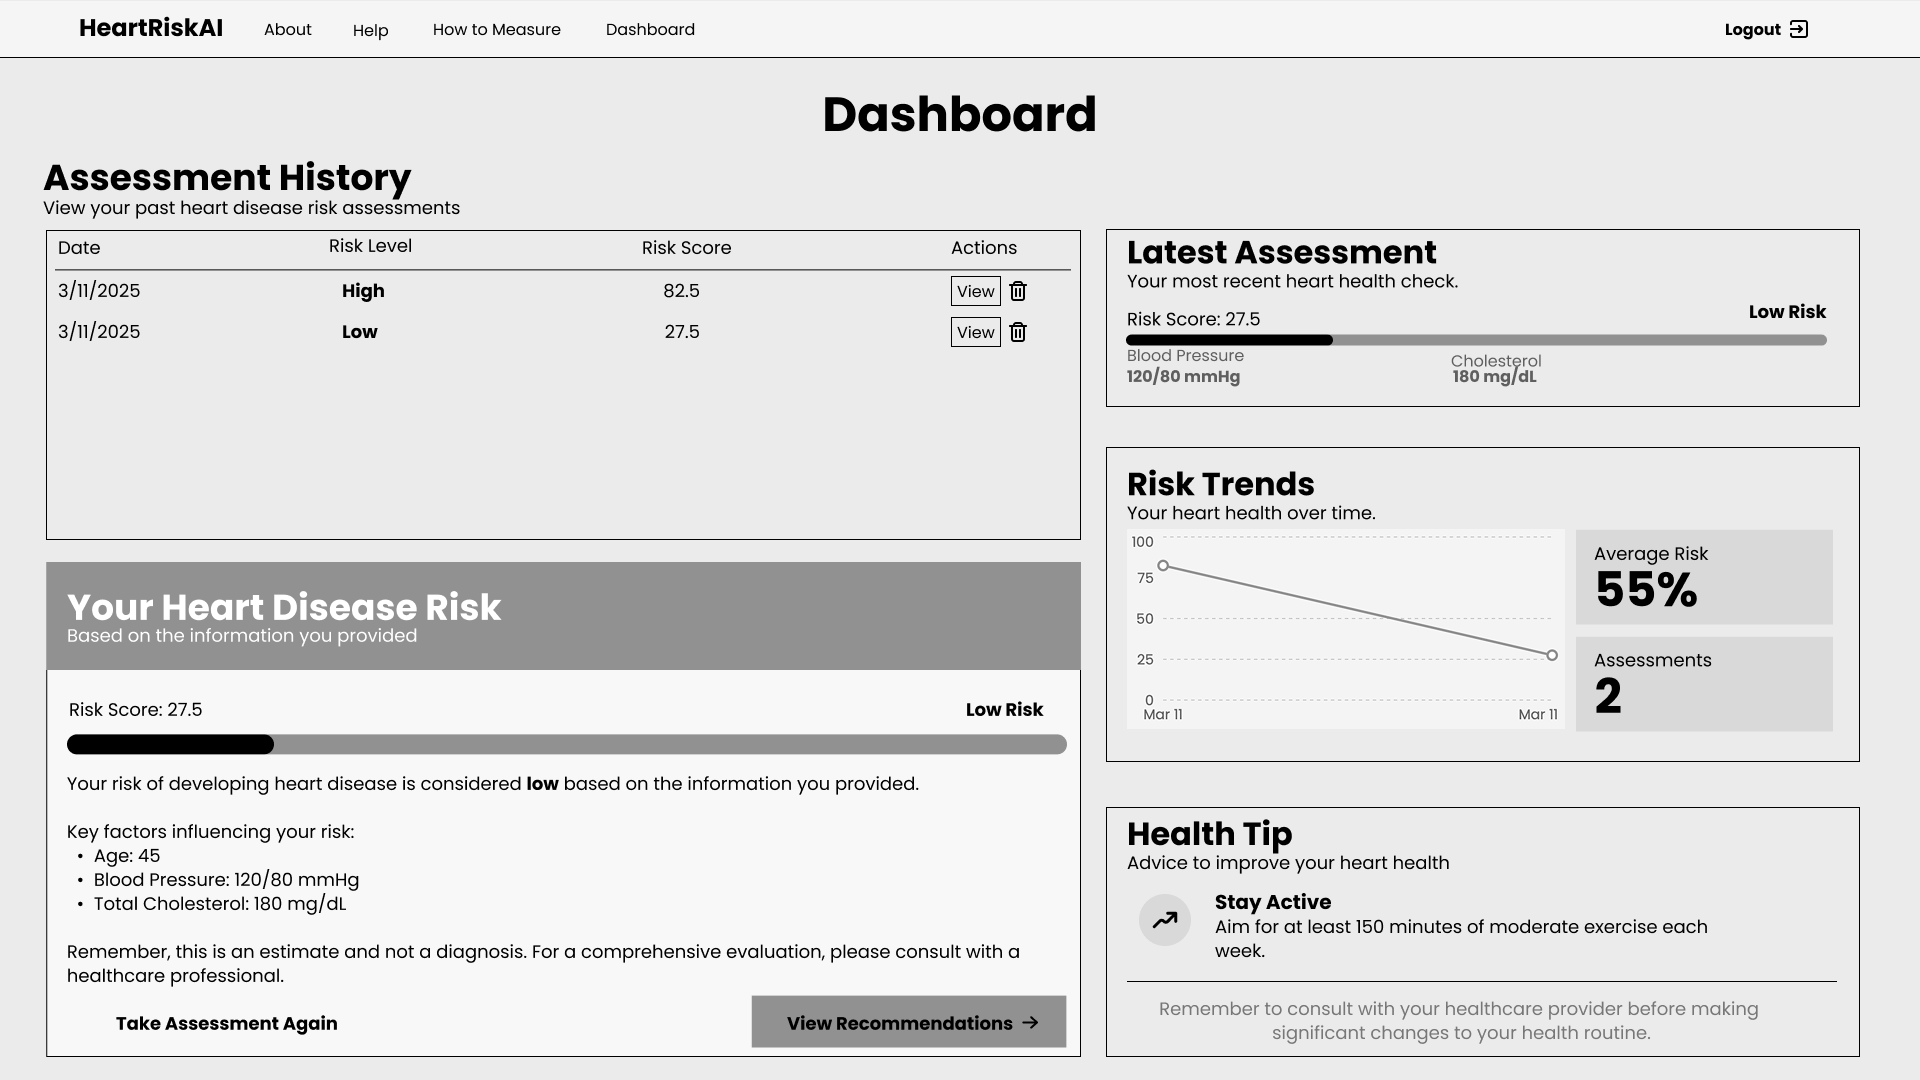 HeartRiskAI About Help How to Measure Dashboard Logout
Dashboard
Assessment History
View your past heart disease risk assessments
Date Risk Level Risk Score Actions
3/11/2025 High 82.5 View
3/11/2025 Low 27.5 View
Your Heart Disease Risk
Based on the information you provided
Risk Score: 27.5 Low Risk
Your risk of developing heart disease is considered low based on the information you provided.
Key factors influencing your risk:
• Age: 45
• Blood Pressure: 120/80 mmHg
• Total Cholesterol: 180 mg/dL
Remember, this is an estimate and not a diagnosis. For a comprehensive evaluation, please consult with a
healthcare professional.
Take Assessment Again View Recommendations →
Latest Assessment
Your most recent heart health check.
Risk Score: 27.5 Low Risk
Blood Pressure Cholesterol
120/80 mmHg 180 mg/dL
Risk Trends
Your heart health over time.
100
75
50
25
0
Mar 11 Mar 11
Average Risk
55%
Assessments
2
Health Tip
Advice to improve your heart health
Stay Active
Aim for at least 150 minutes of moderate exercise each
week.
Remember to consult with your healthcare provider before making
significant changes to your health routine.